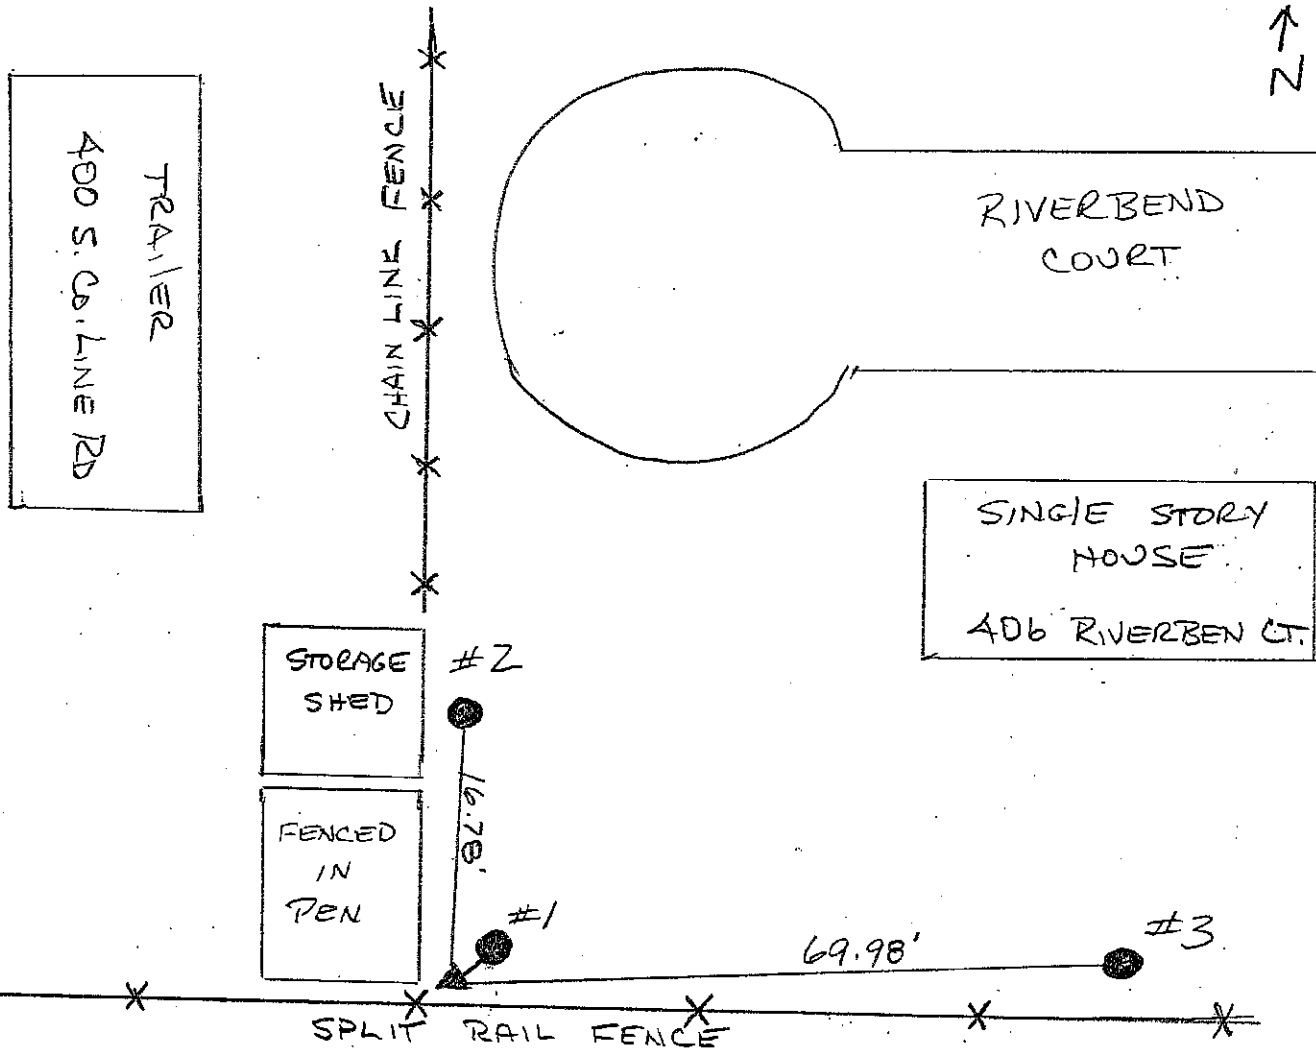 N
TRAILER
400 S. CO. LINE RD
CHAIN LINE FENCE
RIVERBEND
COURT
SINGLE STORY
HOUSE
406 RIVERBEN CT.
STORAGE
SHED
#2
16.78'
FENCED
IN
PEN
#1
69.98'
#3
SPLIT RAIL FENCE